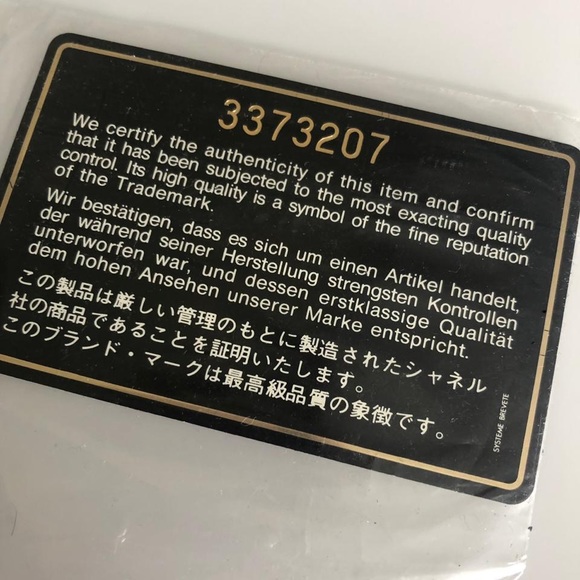 3373207
We certify the authenticity of this item and confirm
that it has been subjected to the most exacting quality
control. Its high quality is a symbol of the fine reputation
of the Trademark.
Wir bestätigen, dass es sich um einen Artikel handelt,
der während seiner Herstellung strengsten Kontrollen
unterworfen war, und dessen erstklassige Qualität
dem hohen Ansehen unserer Marke entspricht.
この製品は厳しい管理のもとに製造されたシャネル
社の商品であることを証明いたします。
このブランド・マークは最高級品質の象徴です。
SYSTEME BREVETE